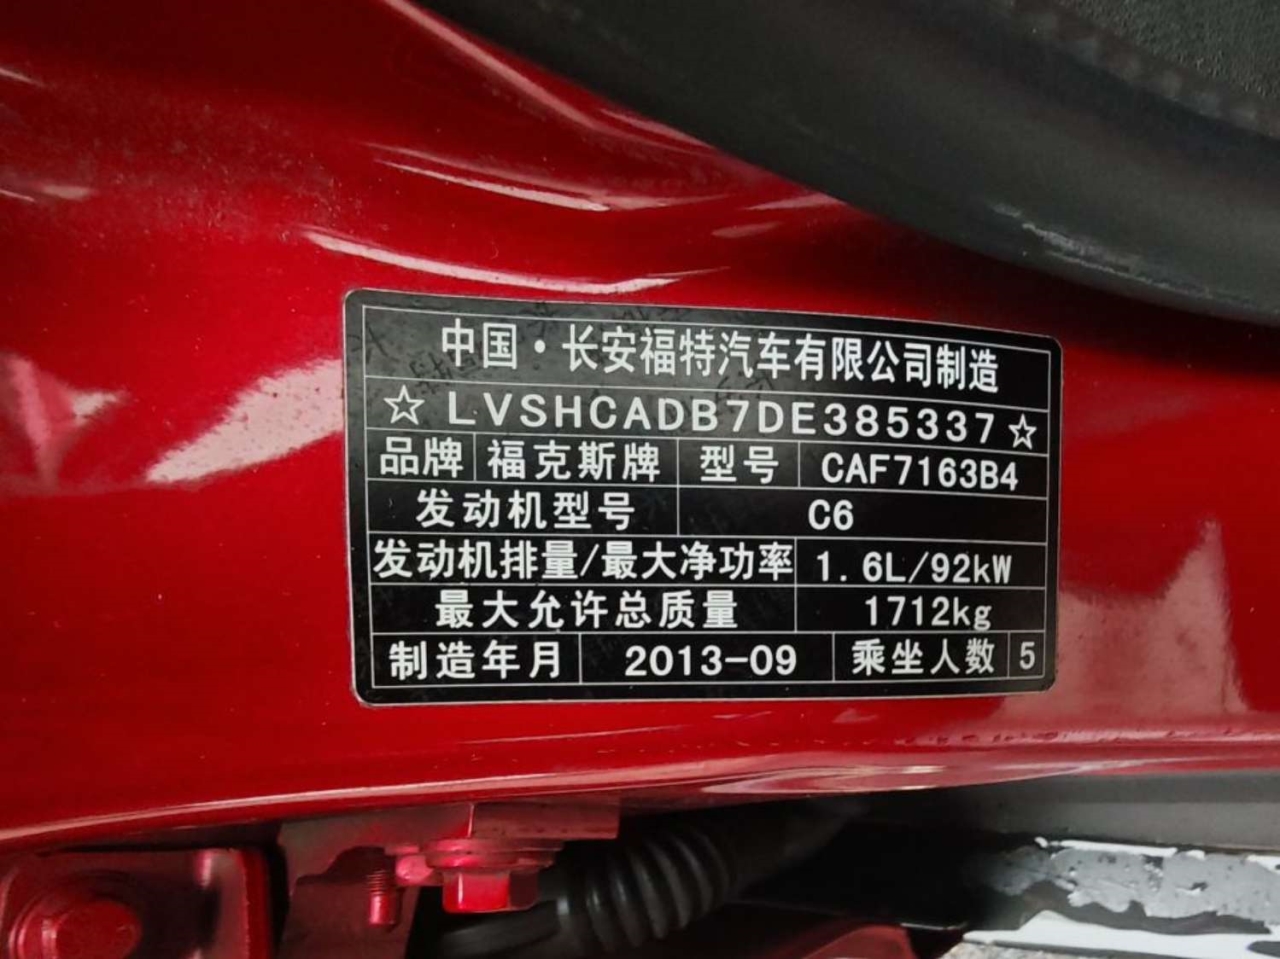 中国·长安福特汽车有限公司制造
☆LVSHCADB7DE385337☆
品牌 福克斯牌 型号 CAF7163B4
发动机型号 C6
发动机排量/最大净功率 1.6L/92kW
最大允许总质量 1712kg
制造年月 2013-09 乘坐人数 5